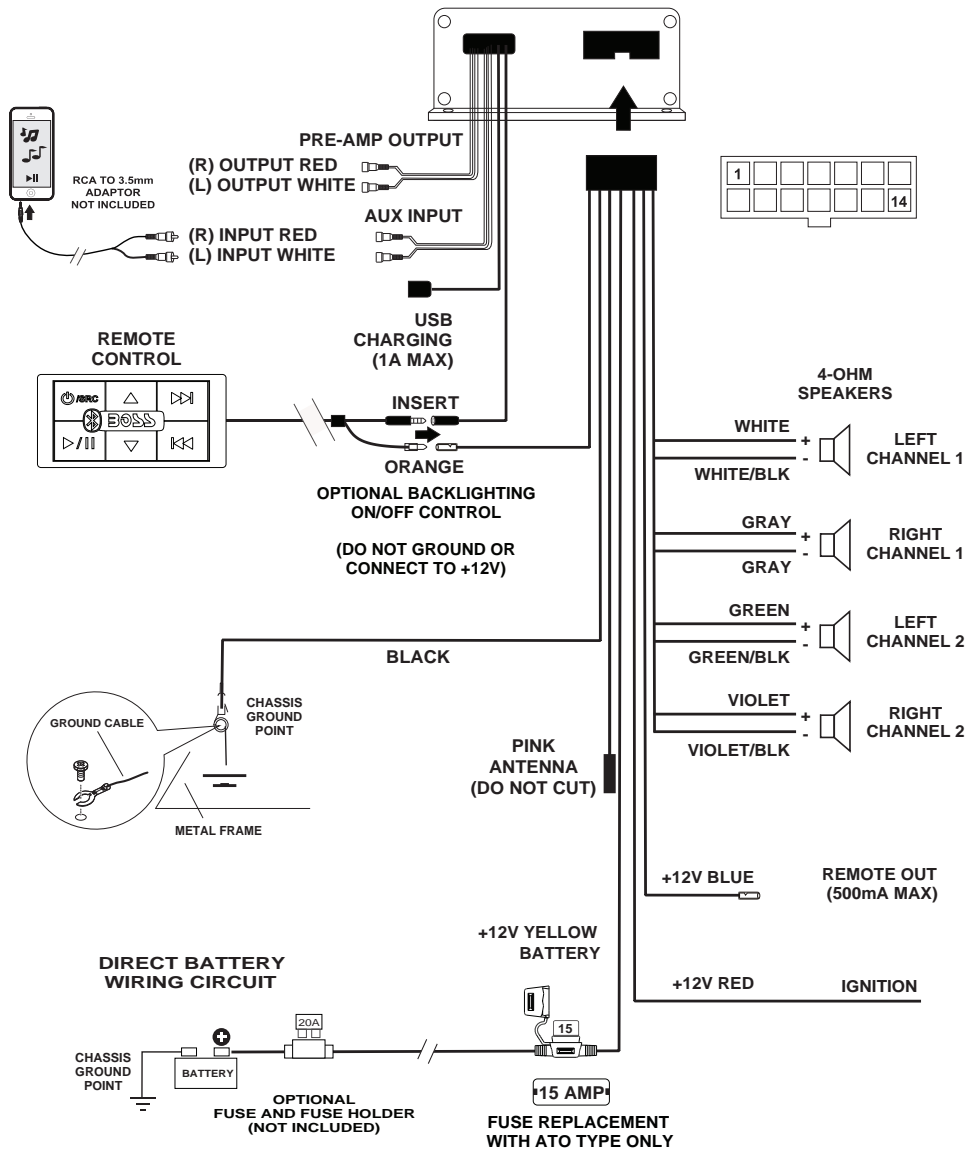 PRE-AMP OUTPUT
(R) OUTPUT RED
(L) OUTPUT WHITE
RCA TO 3.5mm
ADAPTOR
NOT INCLUDED
AUX INPUT
(R) INPUT RED
(L) INPUT WHITE
1
14
USB
CHARGING
(1A MAX)
REMOTE
CONTROL
/SRC
BOSS
INSERT
ORANGE
OPTIONAL BACKLIGHTING
ON/OFF CONTROL
(DO NOT GROUND OR
CONNECT TO +12V)
4-OHM
SPEAKERS
WHITE
+
-
WHITE/BLK
LEFT
CHANNEL 1
GRAY
+
-
GRAY
RIGHT
CHANNEL 1
GREEN
+
-
GREEN/BLK
LEFT
CHANNEL 2
VIOLET
+
-
VIOLET/BLK
RIGHT
CHANNEL 2
BLACK
CHASSIS
GROUND
POINT
GROUND CABLE
METAL FRAME
PINK
ANTENNA
(DO NOT CUT)
+12V BLUE
REMOTE OUT
(500mA MAX)
+12V YELLOW
BATTERY
+12V RED
IGNITION
DIRECT BATTERY
WIRING CIRCUIT
20A
15
+
CHASSIS
GROUND
POINT
BATTERY
OPTIONAL
FUSE AND FUSE HOLDER
(NOT INCLUDED)
15 AMP
FUSE REPLACEMENT
WITH ATO TYPE ONLY